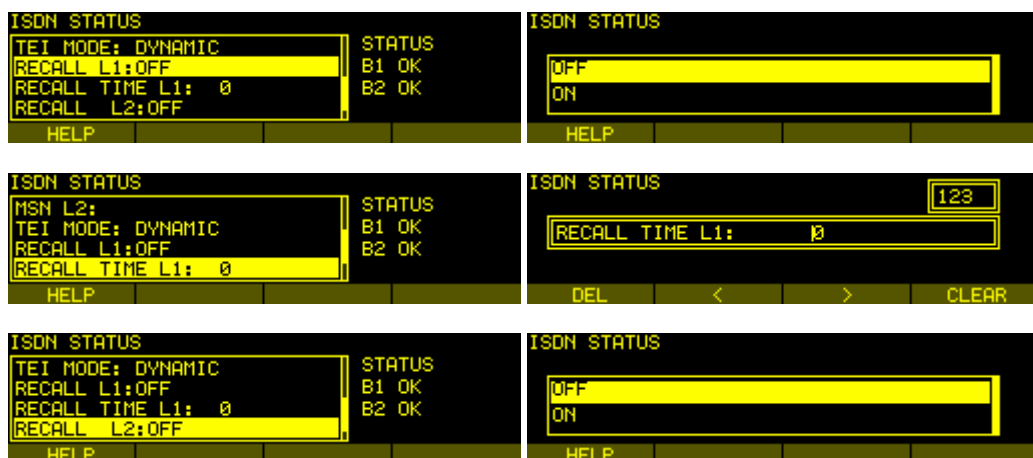 ISDN STATUS
TEI MODE: DYNAMIC
RECALL L1:OFF
RECALL TIME L1: 0
RECALL L2:OFF
STATUS
B1 OK
B2 OK
HELP
ISDN STATUS
OFF
ON
HELP
ISDN STATUS
MSN L2:
TEI MODE: DYNAMIC
RECALL L1:OFF
RECALL TIME L1: 0
STATUS
B1 OK
B2 OK
HELP
ISDN STATUS
123
RECALL TIME L1: 0
DEL < > CLEAR
ISDN STATUS
TEI MODE: DYNAMIC
RECALL L1:OFF
RECALL TIME L1: 0
RECALL L2:OFF
STATUS
B1 OK
B2 OK
HELP
ISDN STATUS
OFF
ON
HELP